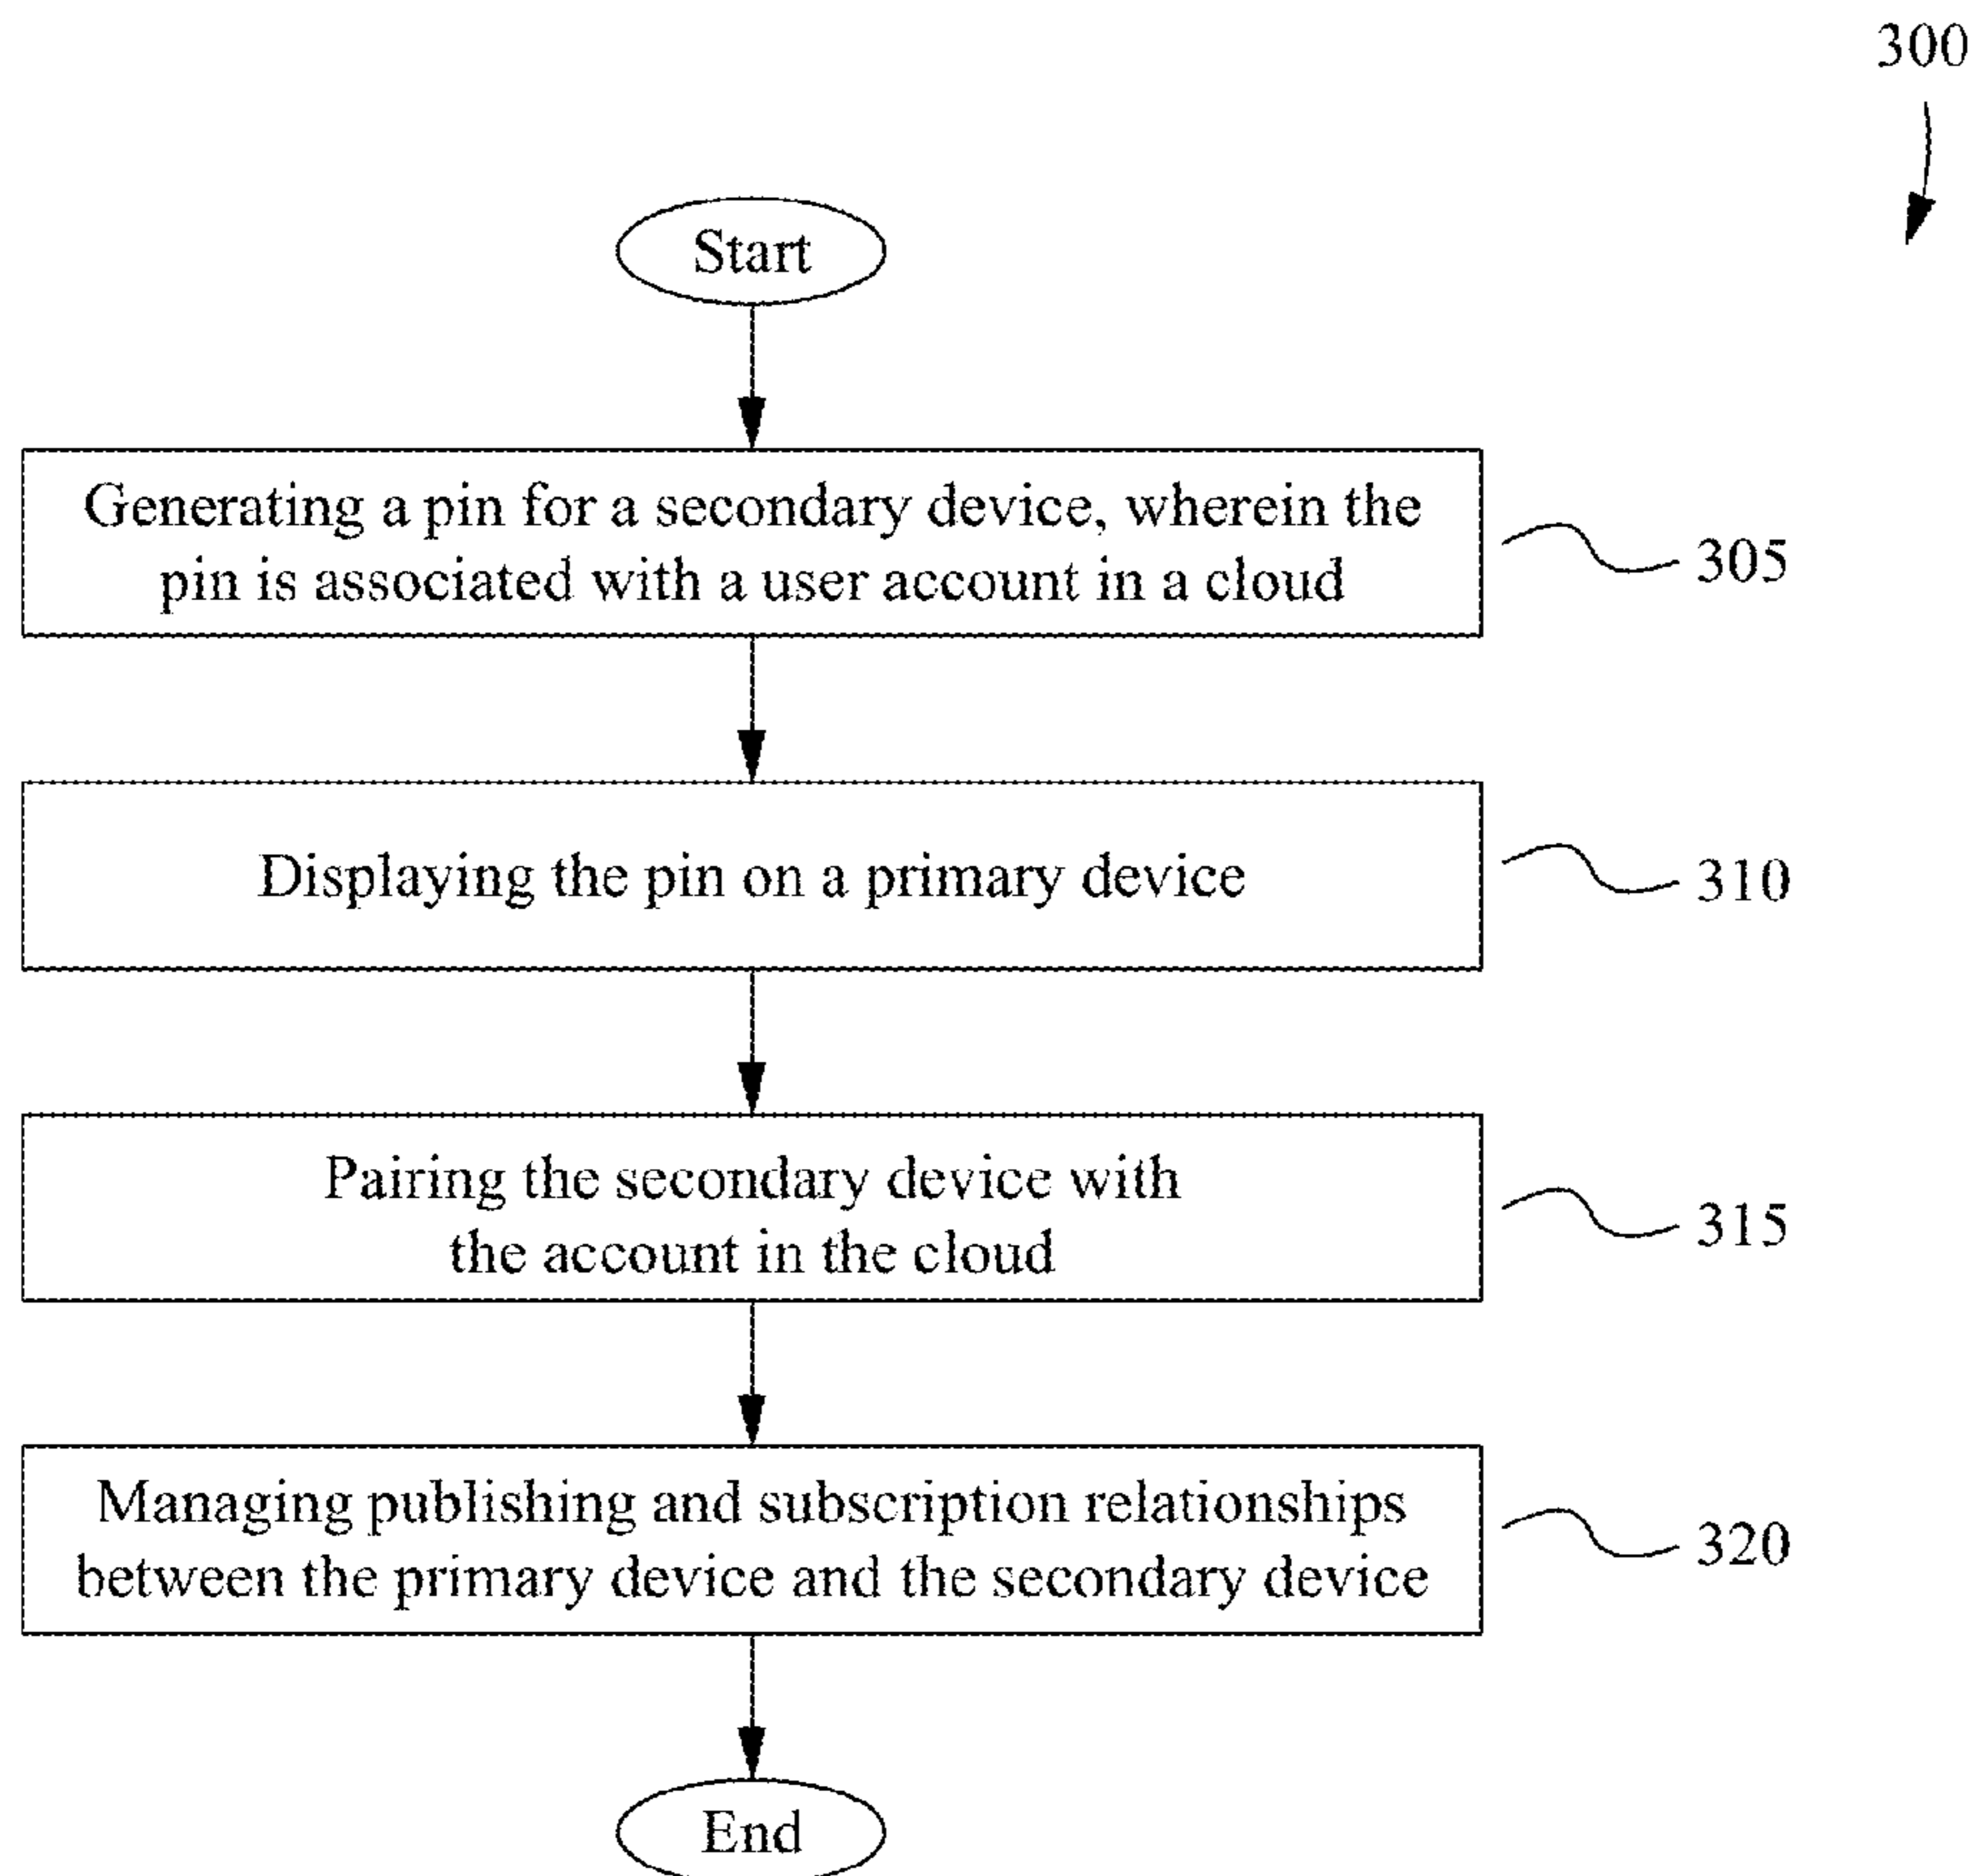 300
Start
Generating a pin for a secondary device, wherein the
pin is associated with a user account in a cloud
305
Displaying the pin on a primary device
310
Pairing the secondary device with
the account in the cloud
315
Managing publishing and subscription relationships
between the primary device and the secondary device
320
End